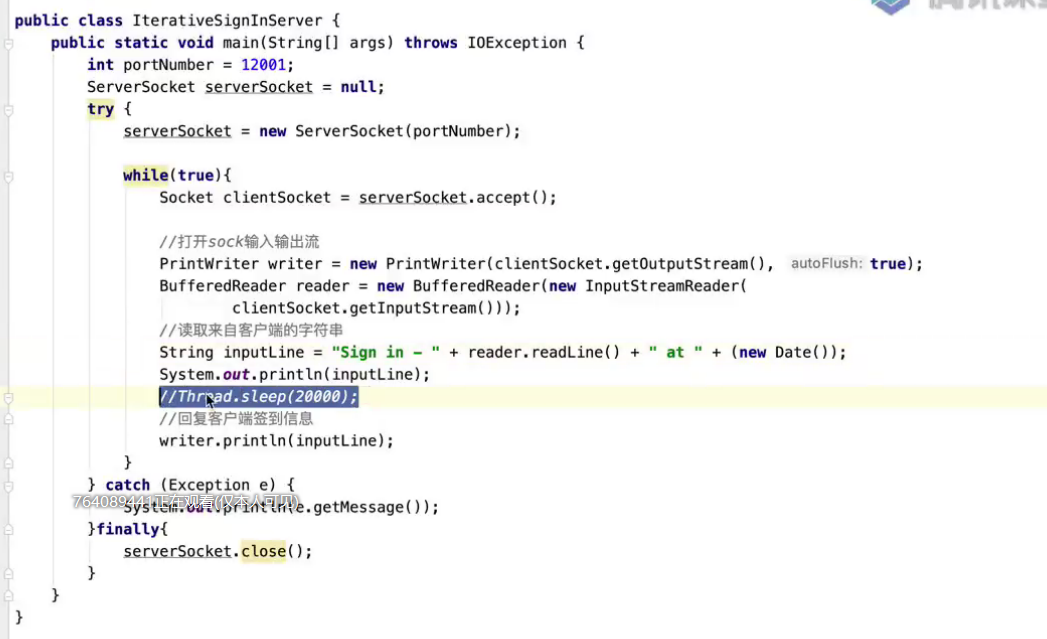 public class IterativeSignInServer {
public static void main(String[] args) throws IOException {
int portNumber = 12001;
ServerSocket serverSocket = null;
try {
serverSocket = new ServerSocket(portNumber);
while(true){
Socket clientSocket = serverSocket.accept();
//打开sock输入输出流
PrintWriter writer = new PrintWriter(clientSocket.getOutputStream(), autoFlush: true);
BufferedReader reader = new BufferedReader(new InputStreamReader(
clientSocket.getInputStream()));
//读取来自客户端的字符串
String inputLine = "Sign in – " + reader.readLine() + " at " + (new Date());
System.out.println(inputLine);
//Thread.sleep(20000);
//回复客户端签到信息
writer.println(inputLine);
}
} catch (Exception e) {
764089441正在观看(仅本人可见)
System.out.println(e.getMessage());
}finally{
serverSocket.close();
}
}
}